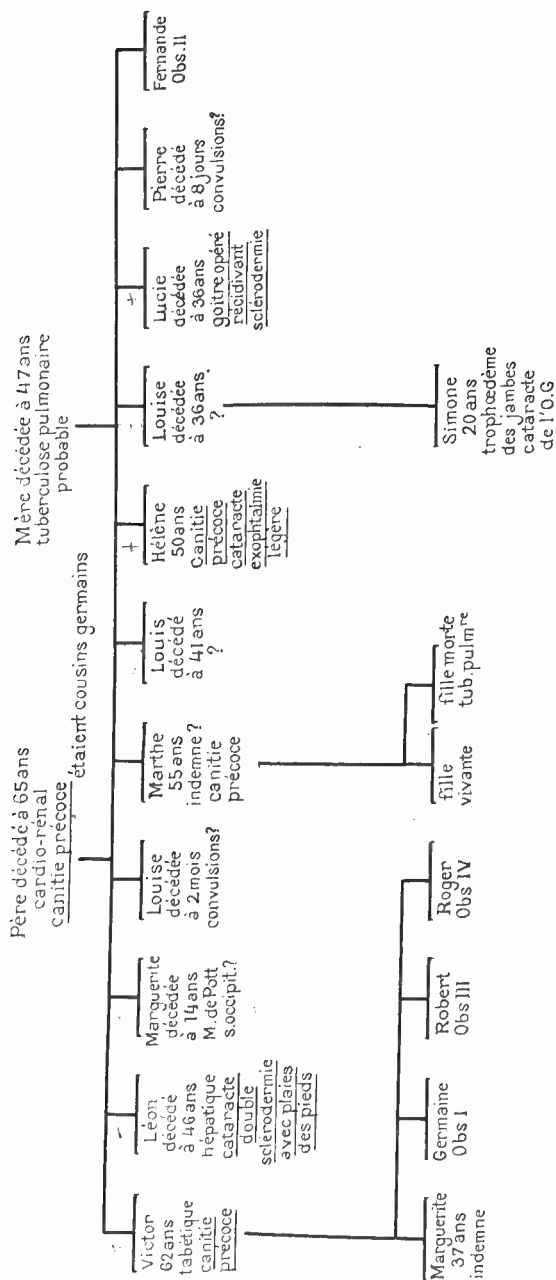 Père décédé à 65 ans
cardio-rénal
canitie précoce
étaient cousins germains
Mère décédée à 47 ans
tuberculose pulmonaire
probable
Victor
62 ans
tabétique
canitie
précoce
Léon
décédé
à 46 ans
hépatique
cataracte
double
sclérodermie
avec plaies
des pieds
Marguerite
décédée
à 14 ans
M. de Pott
s.occipit.?
Louise
décédée
à 2 mois
convulsions?
Marthe
55 ans
indemne?
canitie
précoce
Louis
décédé
à 41 ans
?
+
Hélène
50 ans
Canitie
précoce
cataracte
exophtalmie
légère
Louise
décédée
à 36 ans.
?
+
Lucie
décédée
à 36 ans
goitre opéré
récidivant
sclérodermie
Pierre
décédé
à 8 jours
convulsions?
Fernande
Obs. II
Marguerite
37 ans
indemne
Germaine
Obs I
Robert
Obs III
Roger
Obs IV
fille
vivante
fille morte
tub. pulmre
Simone
20 ans
trophœdème
des jambes
cataracte
de l'O.G